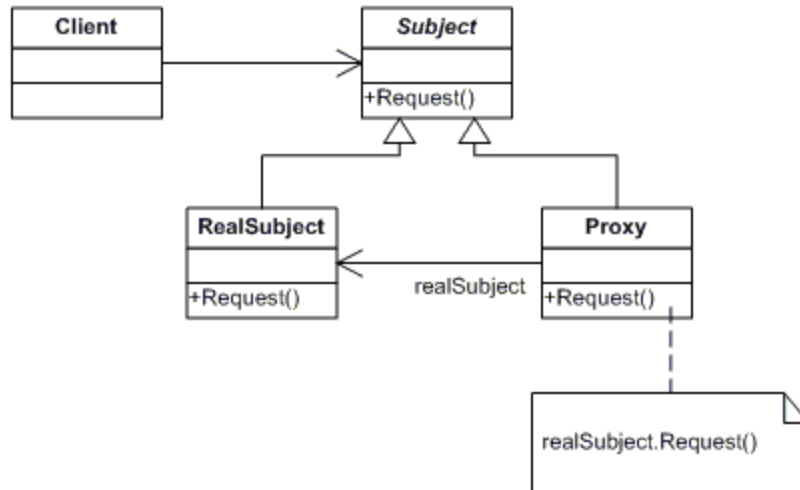 Client
Subject
+Request()
RealSubject
Proxy
realSubject
+Request()
+Request()
realSubject.Request()